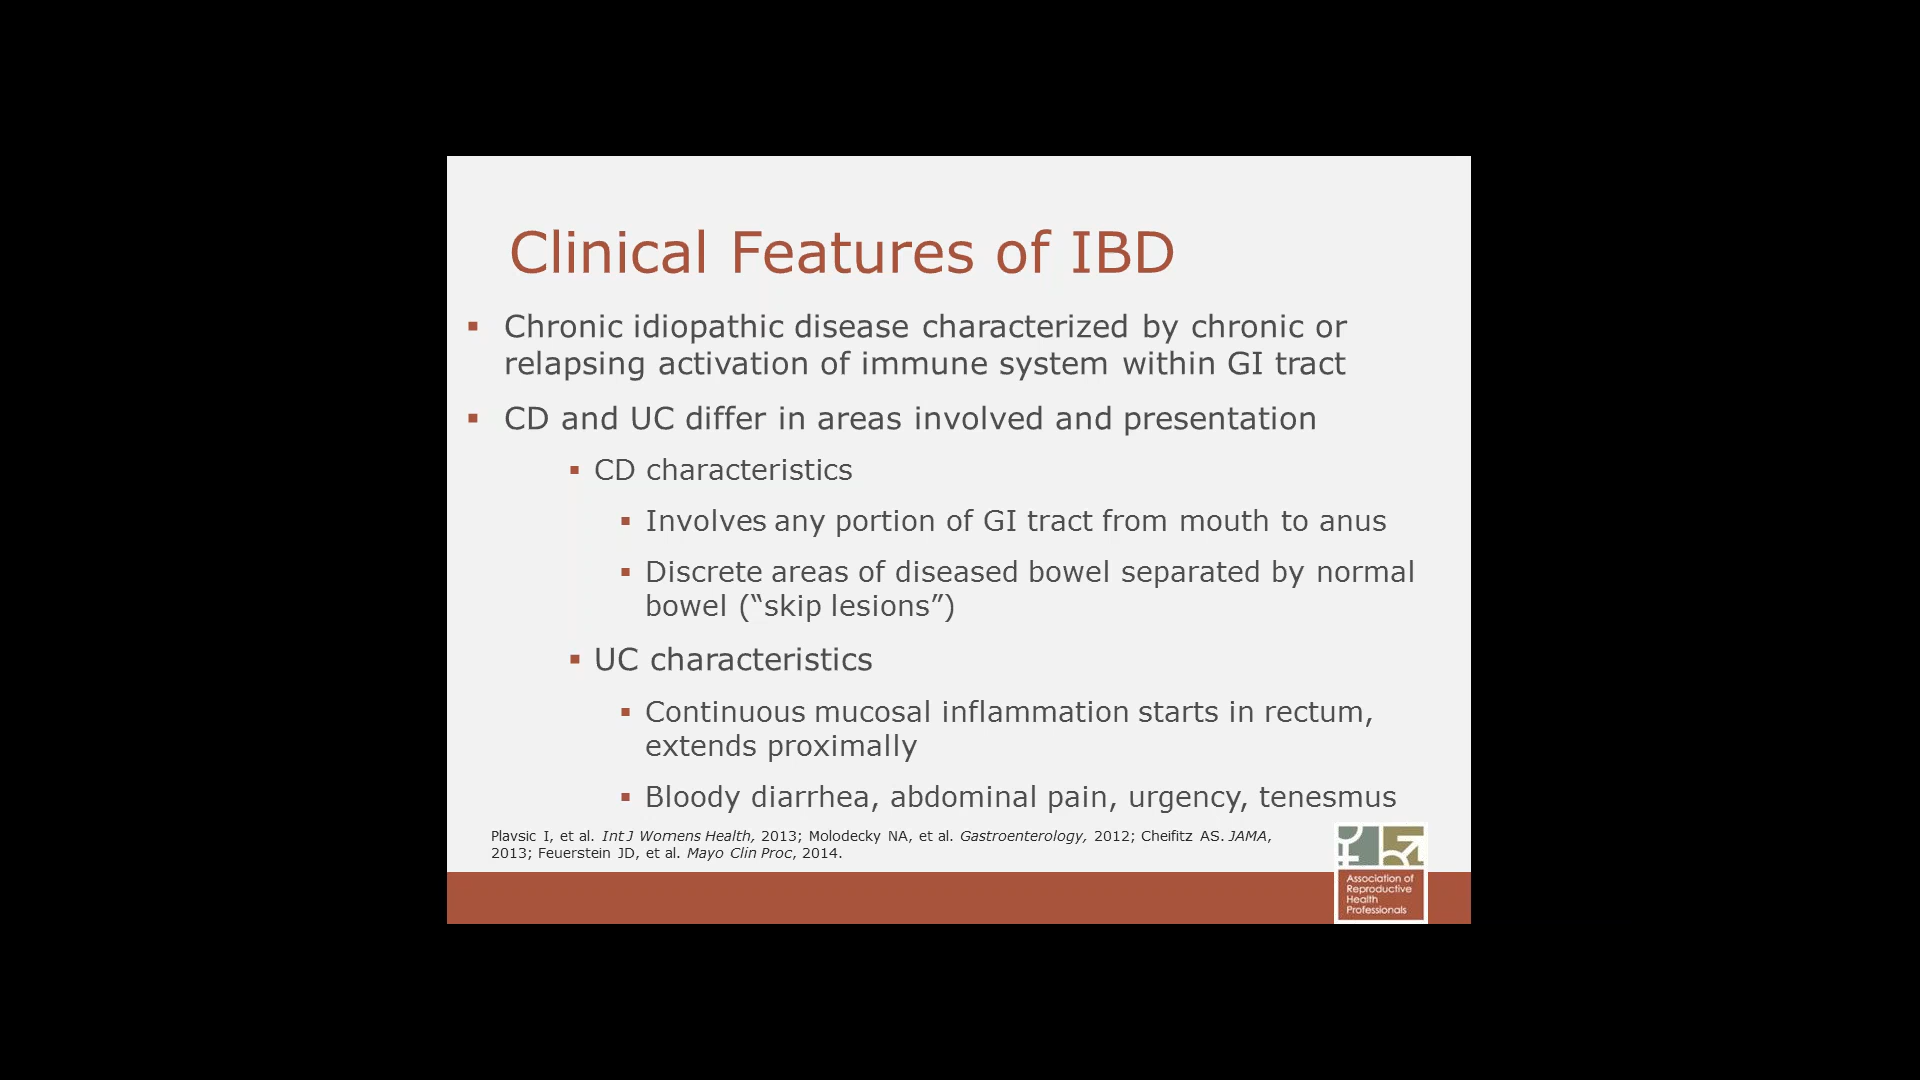 Clinical Features of IBD
▪ Chronic idiopathic disease characterized by chronic or
relapsing activation of immune system within GI tract
▪ CD and UC differ in areas involved and presentation
▪ CD characteristics
▪ Involves any portion of GI tract from mouth to anus
▪ Discrete areas of diseased bowel separated by normal
bowel (“skip lesions”)
▪ UC characteristics
▪ Continuous mucosal inflammation starts in rectum,
extends proximally
▪ Bloody diarrhea, abdominal pain, urgency, tenesmus
Plavsic I, et al. Int J Womens Health, 2013; Molodecky NA, et al. Gastroenterology, 2012; Cheifitz AS. JAMA,
2013; Feuerstein JD, et al. Mayo Clin Proc, 2014.
Association of
Reproductive
Health
Professionals